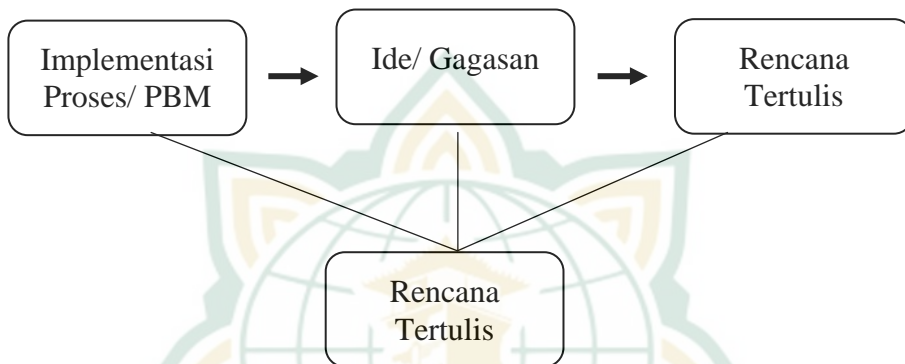 Implementasi
Proses/ PBM
Ide/ Gagasan
Rencana
Tertulis
Rencana
Tertulis